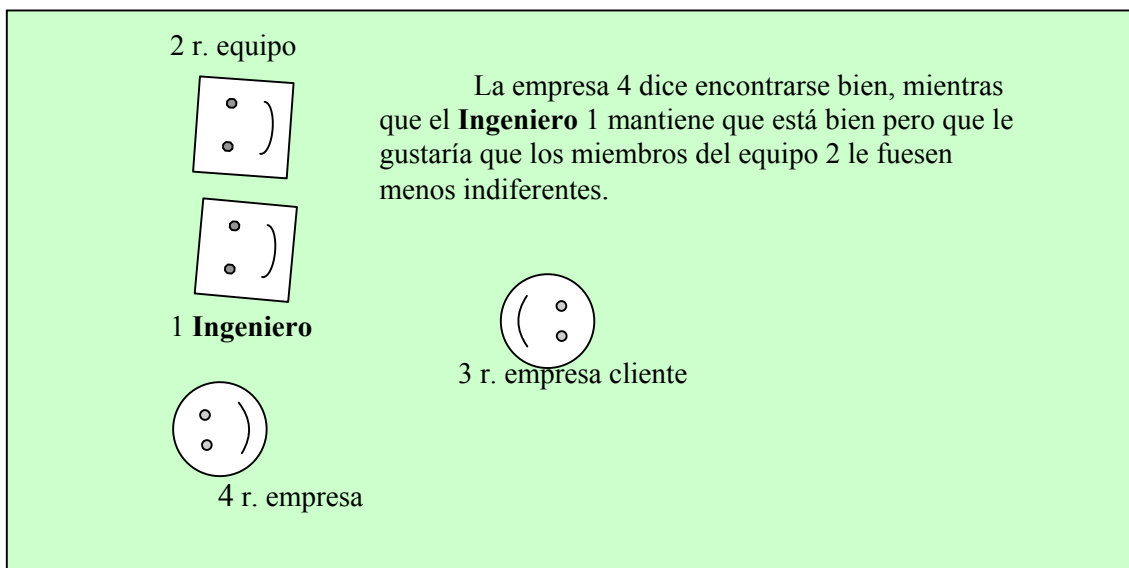 2 r. equipo
La empresa 4 dice encontrarse bien, mientras
que el Ingeniero 1 mantiene que está bien pero que le
gustaría que los miembros del equipo 2 le fuesen
menos indiferentes.
1 Ingeniero
3 r. empresa cliente
4 r. empresa